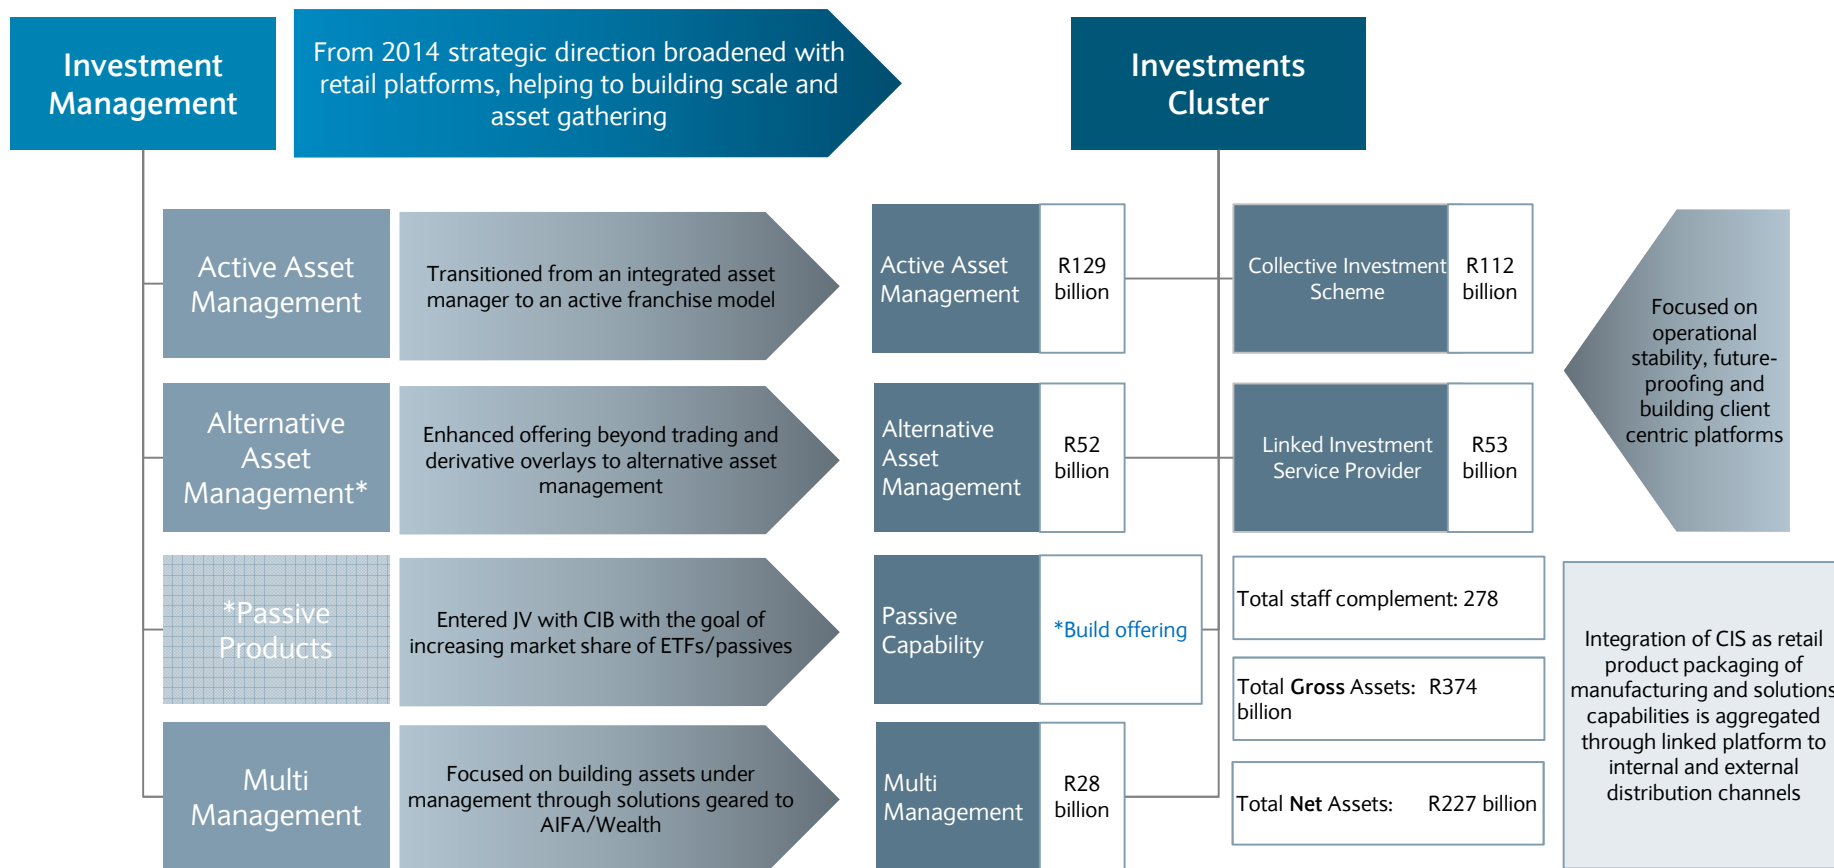 Investment
Management
From 2014 strategic direction broadened with
retail platforms, helping to building scale and
asset gathering
Investments
Cluster
Active Asset
Management
Transitioned from an integrated asset
manager to an active franchise model
Active Asset
Management
R129
billion
Collective Investment
Scheme
R112
billion
Focused on
operational
stability, future-
proofing and
building client
centric platforms
Alternative
Asset
Management*
Enhanced offering beyond trading and
derivative overlays to alternative asset
management
Alternative
Asset
Management
R52
billion
Linked Investment
Service Provider
R53
billion
*Passive
Products
Entered JV with CIB with the goal of
increasing market share of ETFs/passives
Passive
Capability
*Build offering
Total staff complement: 278
Total Gross Assets: R374
billion
Total Net Assets: R227 billion
Integration of CIS as retail
product packaging of
manufacturing and solutions
capabilities is aggregated
through linked platform to
internal and external
distribution channels
Multi
Management
Focused on building assets under
management through solutions geared to
AIFA/Wealth
Multi
Management
R28
billion